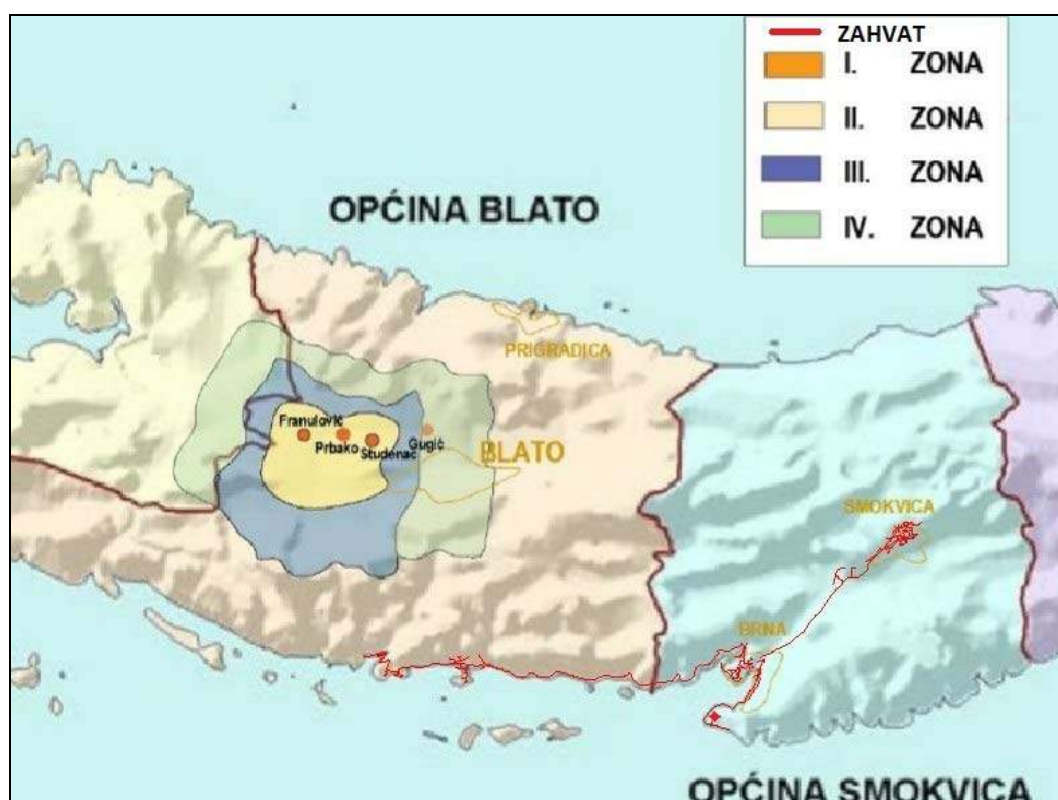 ZAHVAT
I. ZONA
II. ZONA
III. ZONA
IV. ZONA
OPĆINA BLATO
PRIGRADICA
Franulović
Prbako
Studenac
Gugić
BLATO
SMOKVICA
BRNA
OPĆINA SMOKVICA